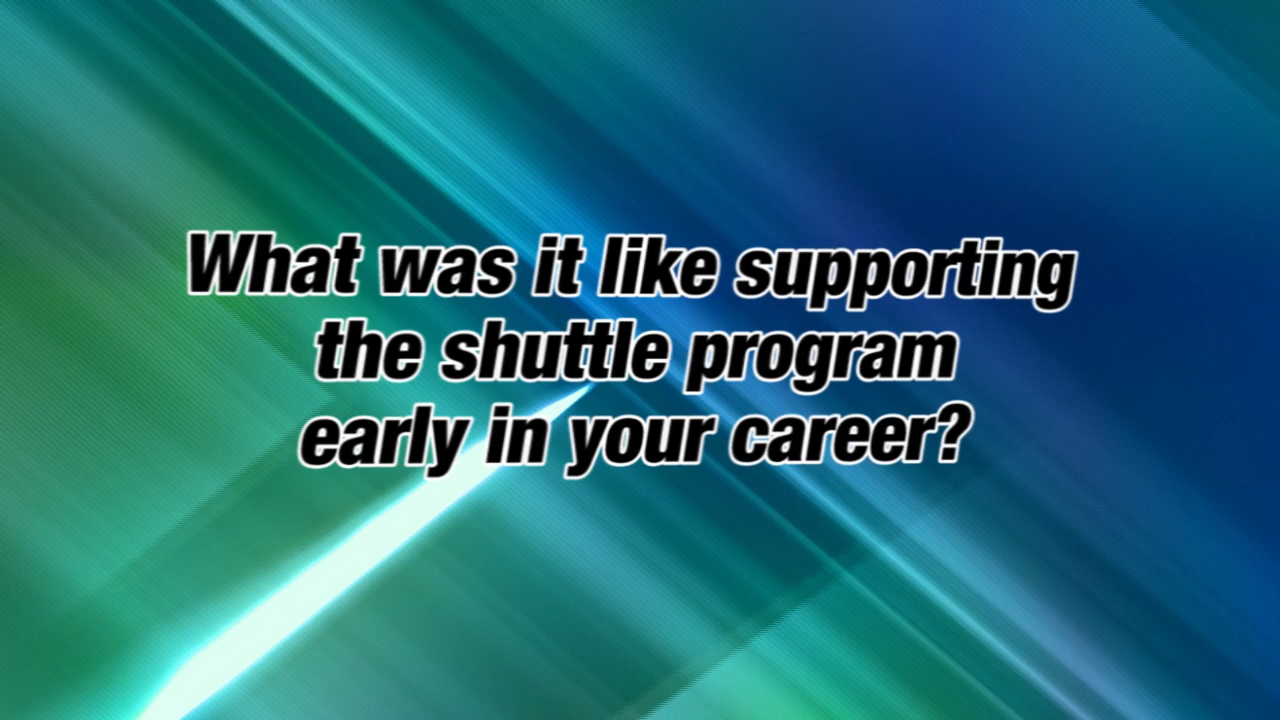 What was it like supporting
the shuttle program
early in your career?